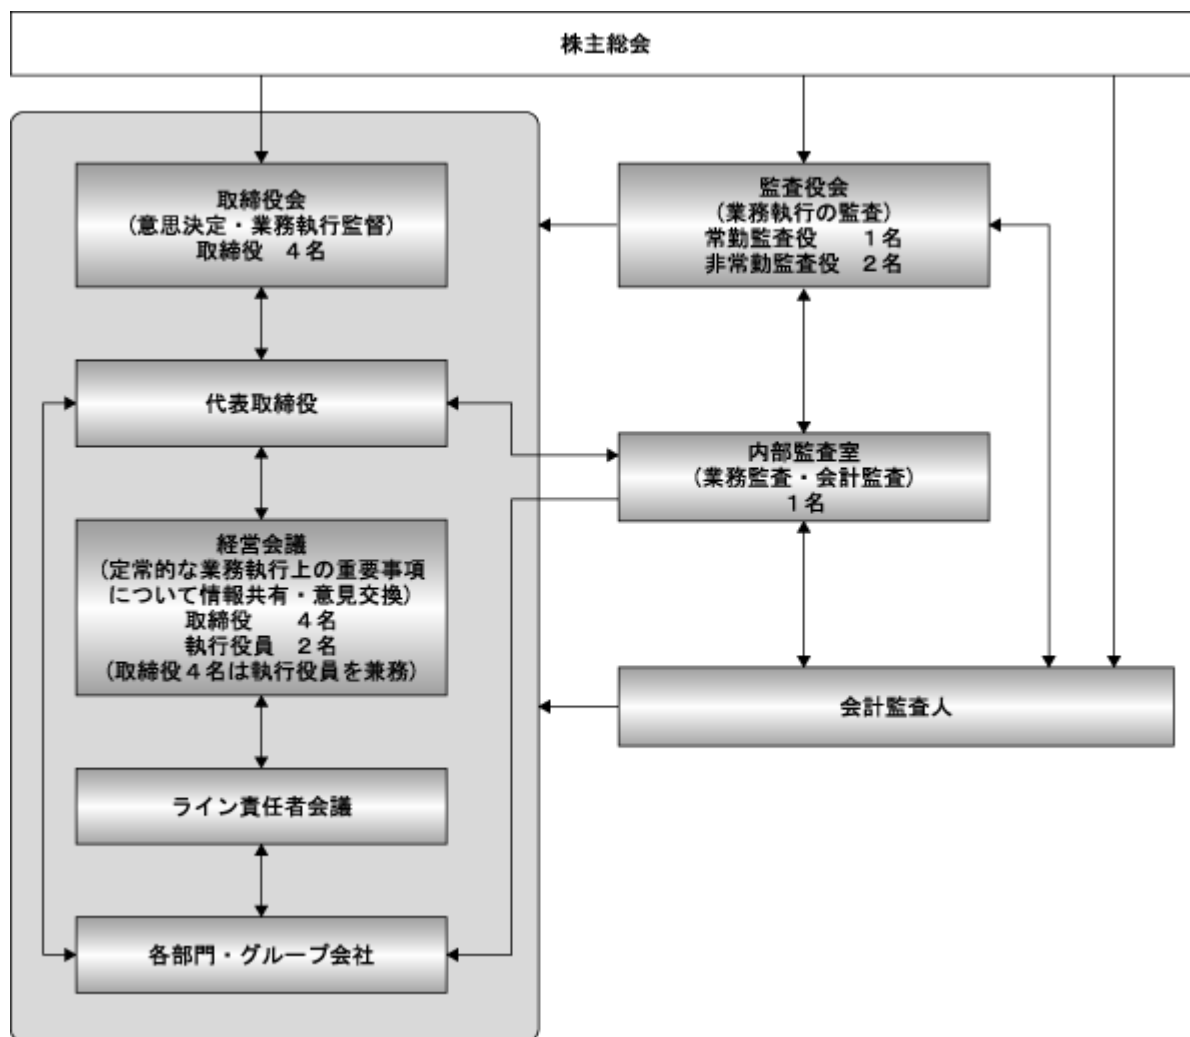 株主総会
取締役会
(意思決定・業務執行監督)
取締役　４名
監査役会
(業務執行の監査)
常勤監査役　　１名
非常勤監査役　２名
代表取締役
内部監査室
(業務監査・会計監査)
１名
経営会議
(定常的な業務執行上の重要事項
について情報共有・意見交換)
取締役　　４名
執行役員　２名
(取締役４名は執行役員を兼務)
会計監査人
ライン責任者会議
各部門・グループ会社